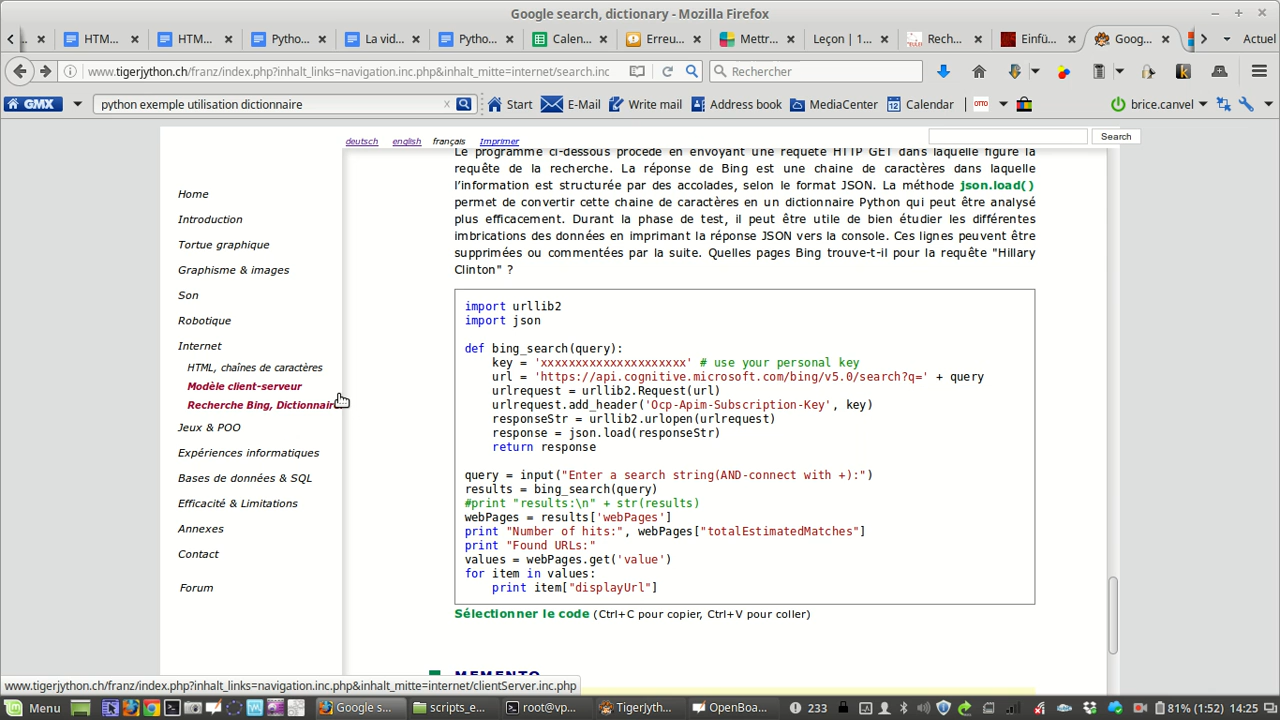 Google search, dictionary - Mozilla Firefox
... HTM... HTM... Pytho... La vid... Pytho... Calen... Erreu... Mettr... Leçon | 1... Rech... Einfü... Goog... Actuel
www.tigerjython.ch/franz/index.php?inhalt_links=navigation.inc.php&inhalt_mitte=internet/search.inc
Rechercher
GMX python exemple utilisation dictionnaire Start E-Mail Write mail Address book MediaCenter Calendar OTTO brice.canvel
deutsch english français Imprimer Search
Home
Introduction
Tortue graphique
Graphisme & images
Son
Robotique
Internet
HTML, chaînes de caractères
Modèle client-serveur
Recherche Bing, Dictionnair
Jeux & POO
Expériences informatiques
Bases de données & SQL
Efficacité & Limitations
Annexes
Contact
Forum
Le programme ci-dessous procède en envoyant une requête HTTP GET dans laquelle figure la
requête de la recherche. La réponse de Bing est une chaine de caractères dans laquelle
l'information est structurée par des accolades, selon le format JSON. La méthode json.load()
permet de convertir cette chaine de caractères en un dictionnaire Python qui peut être analysé
plus efficacement. Durant la phase de test, il peut être utile de bien étudier les différentes
imbrications des données en imprimant la réponse JSON vers la console. Ces lignes peuvent être
supprimées ou commentées par la suite. Quelles pages Bing trouve-t-il pour la requête "Hillary
Clinton" ?
import urllib2
import json
def bing_search(query):
key = 'xxxxxxxxxxxxxxxxxxxxx' # use your personal key
url = 'https://api.cognitive.microsoft.com/bing/v5.0/search?q=' + query
urlrequest = urllib2.Request(url)
urlrequest.add_header('Ocp-Apim-Subscription-Key', key)
responseStr = urllib2.urlopen(urlrequest)
response = json.load(responseStr)
return response
query = input("Enter a search string(AND-connect with +):")
results = bing_search(query)
#print "results:\n" + str(results)
webPages = results['webPages']
print "Number of hits:", webPages["totalEstimatedMatches"]
print "Found URLs:"
values = webPages.get('value')
for item in values:
print item["displayUrl"]
Sélectionner le code (Ctrl+C pour copier, Ctrl+V pour coller)
MEMENTO
www.tigerjython.ch/franz/index.php?inhalt_links=navigation.inc.php&inhalt_mitte=internet/clientServer.inc.php
Menu Google s... scripts_e... root@vp... TigerJyth... OpenBoa... 233 81% (1:52) 14:25